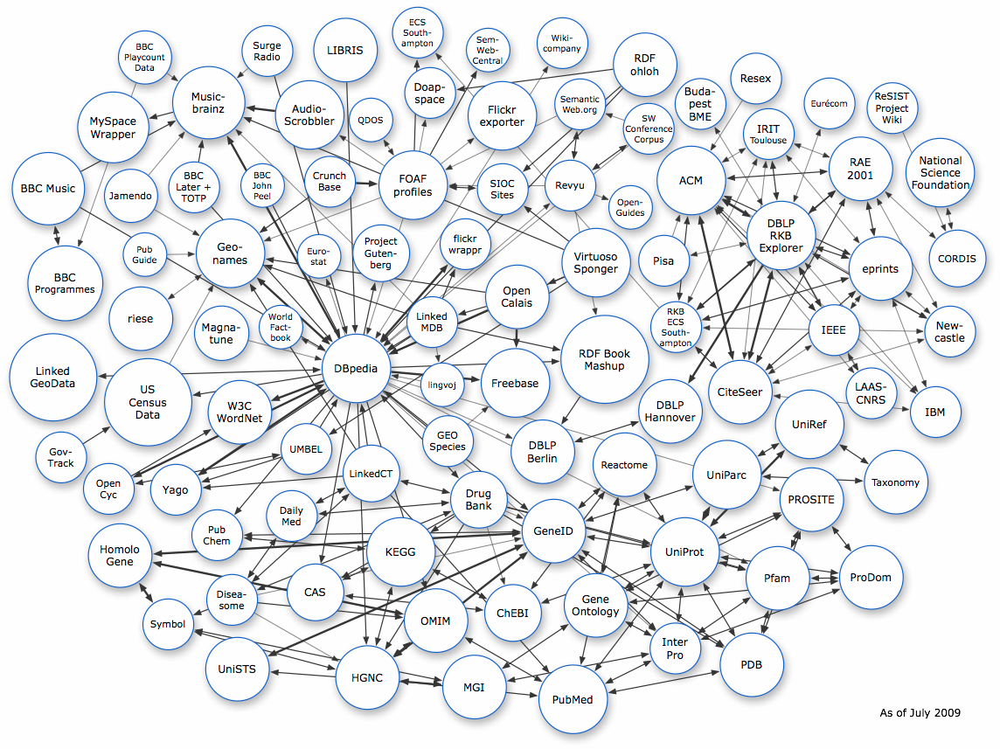 BBC
Playcount
Data
Surge
Radio
LIBRIS
ECS
South-
ampton
Sem-
Web-
Central
Wiki-
company
RDF
ohloh
Music-
brainz
Audio-
Scrobbler
QDOS
Doap-
space
Flickr
exporter
Semantic
Web.org
SW
Conference
Corpus
Buda-
pest
BME
Resex
IRIT
Toulouse
Eurécom
ReSIST
Project
Wiki
MySpace
Wrapper
BBC Music
Jamendo
BBC
Later +
TOTP
BBC
John
Peel
Crunch
Base
FOAF
profiles
SIOC
Sites
Revyu
Open-
Guides
ACM
RAE
2001
National
Science
Foundation
DBLP
RKB
Explorer
BBC
Programmes
Pub
Guide
Geo-
names
Euro-
stat
Project
Guten-
berg
flickr
wrappr
Virtuoso
Sponger
Pisa
eprints
CORDIS
riese
Magna-
tune
World
Fact-
book
Linked
MDB
Open
Calais
RKB
ECS
South-
ampton
IEEE
New-
castle
Linked
GeoData
US
Census
Data
W3C
WordNet
DBpedia
lingvoj
Freebase
RDF Book
Mashup
DBLP
Hannover
CiteSeer
LAAS-
CNRS
IBM
Gov-
Track
Open
Cyc
Yago
UMBEL
LinkedCT
GEO
Species
DBLP
Berlin
Reactome
UniParc
UniRef
Taxonomy
PROSITE
Pub
Chem
Daily
Med
Drug
Bank
GeneID
UniProt
Pfam
ProDom
Homolo
Gene
KEGG
CAS
Disea-
some
Symbol
OMIM
ChEBI
Gene
Ontology
Inter
Pro
PDB
UniSTS
HGNC
MGI
PubMed
As of July 2009